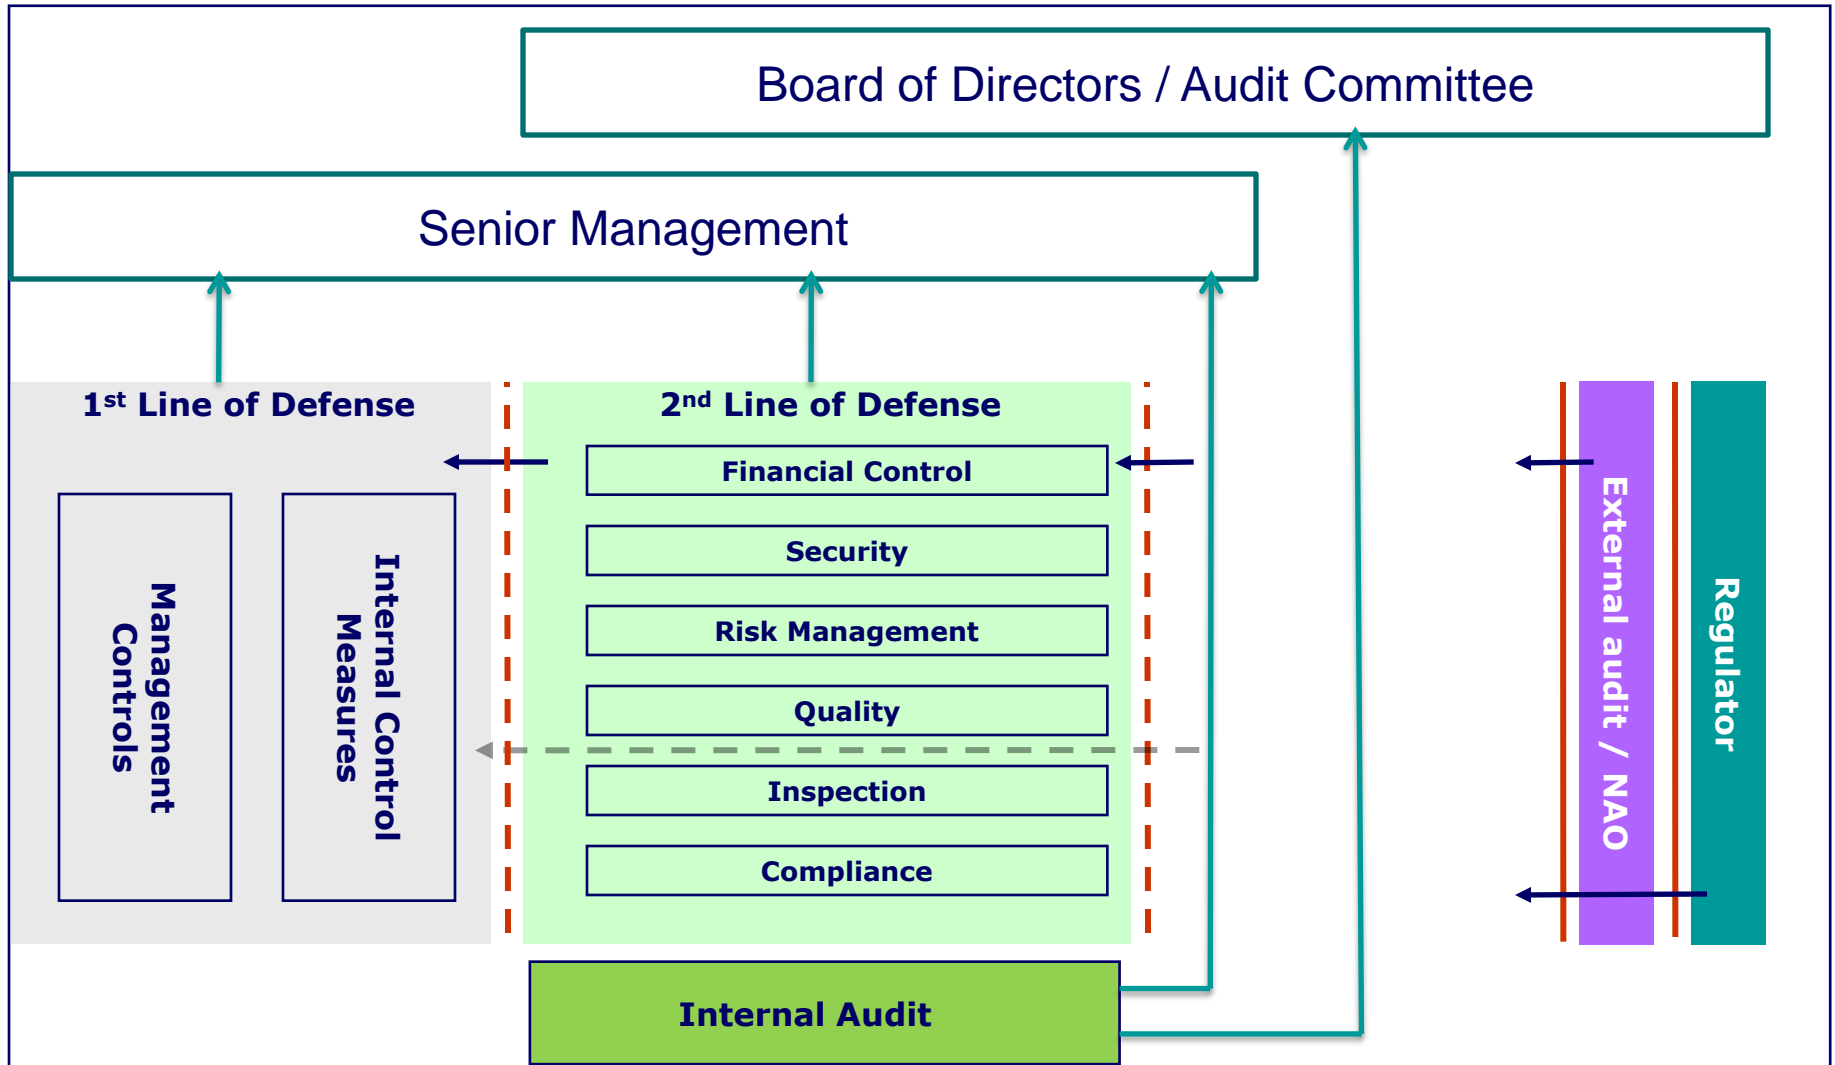 Board of Directors / Audit Committee
Senior Management
1st Line of Defense
Management
Controls
Internal Control
Measures
2nd Line of Defense
Financial Control
Security
Risk Management
Quality
Inspection
Compliance
Internal Audit
External audit / NAO
Regulator